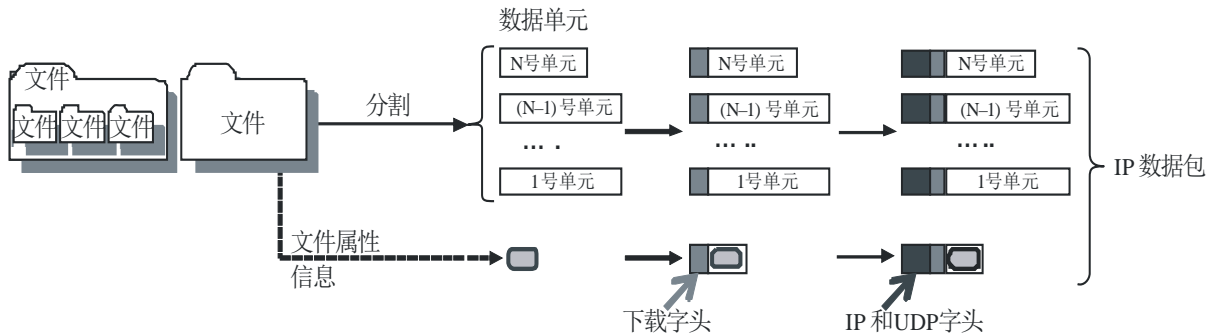 数据单元
文件
文件 文件 文件
文件
分割
N号单元
(N–1) 号单元
... .
1号单元
N号单元
(N–1) 号单元
... ..
1号单元
N号单元
(N–1) 号单元
... ..
1号单元
IP 数据包
文件属性
信息
下载字头
IP 和UDP字头